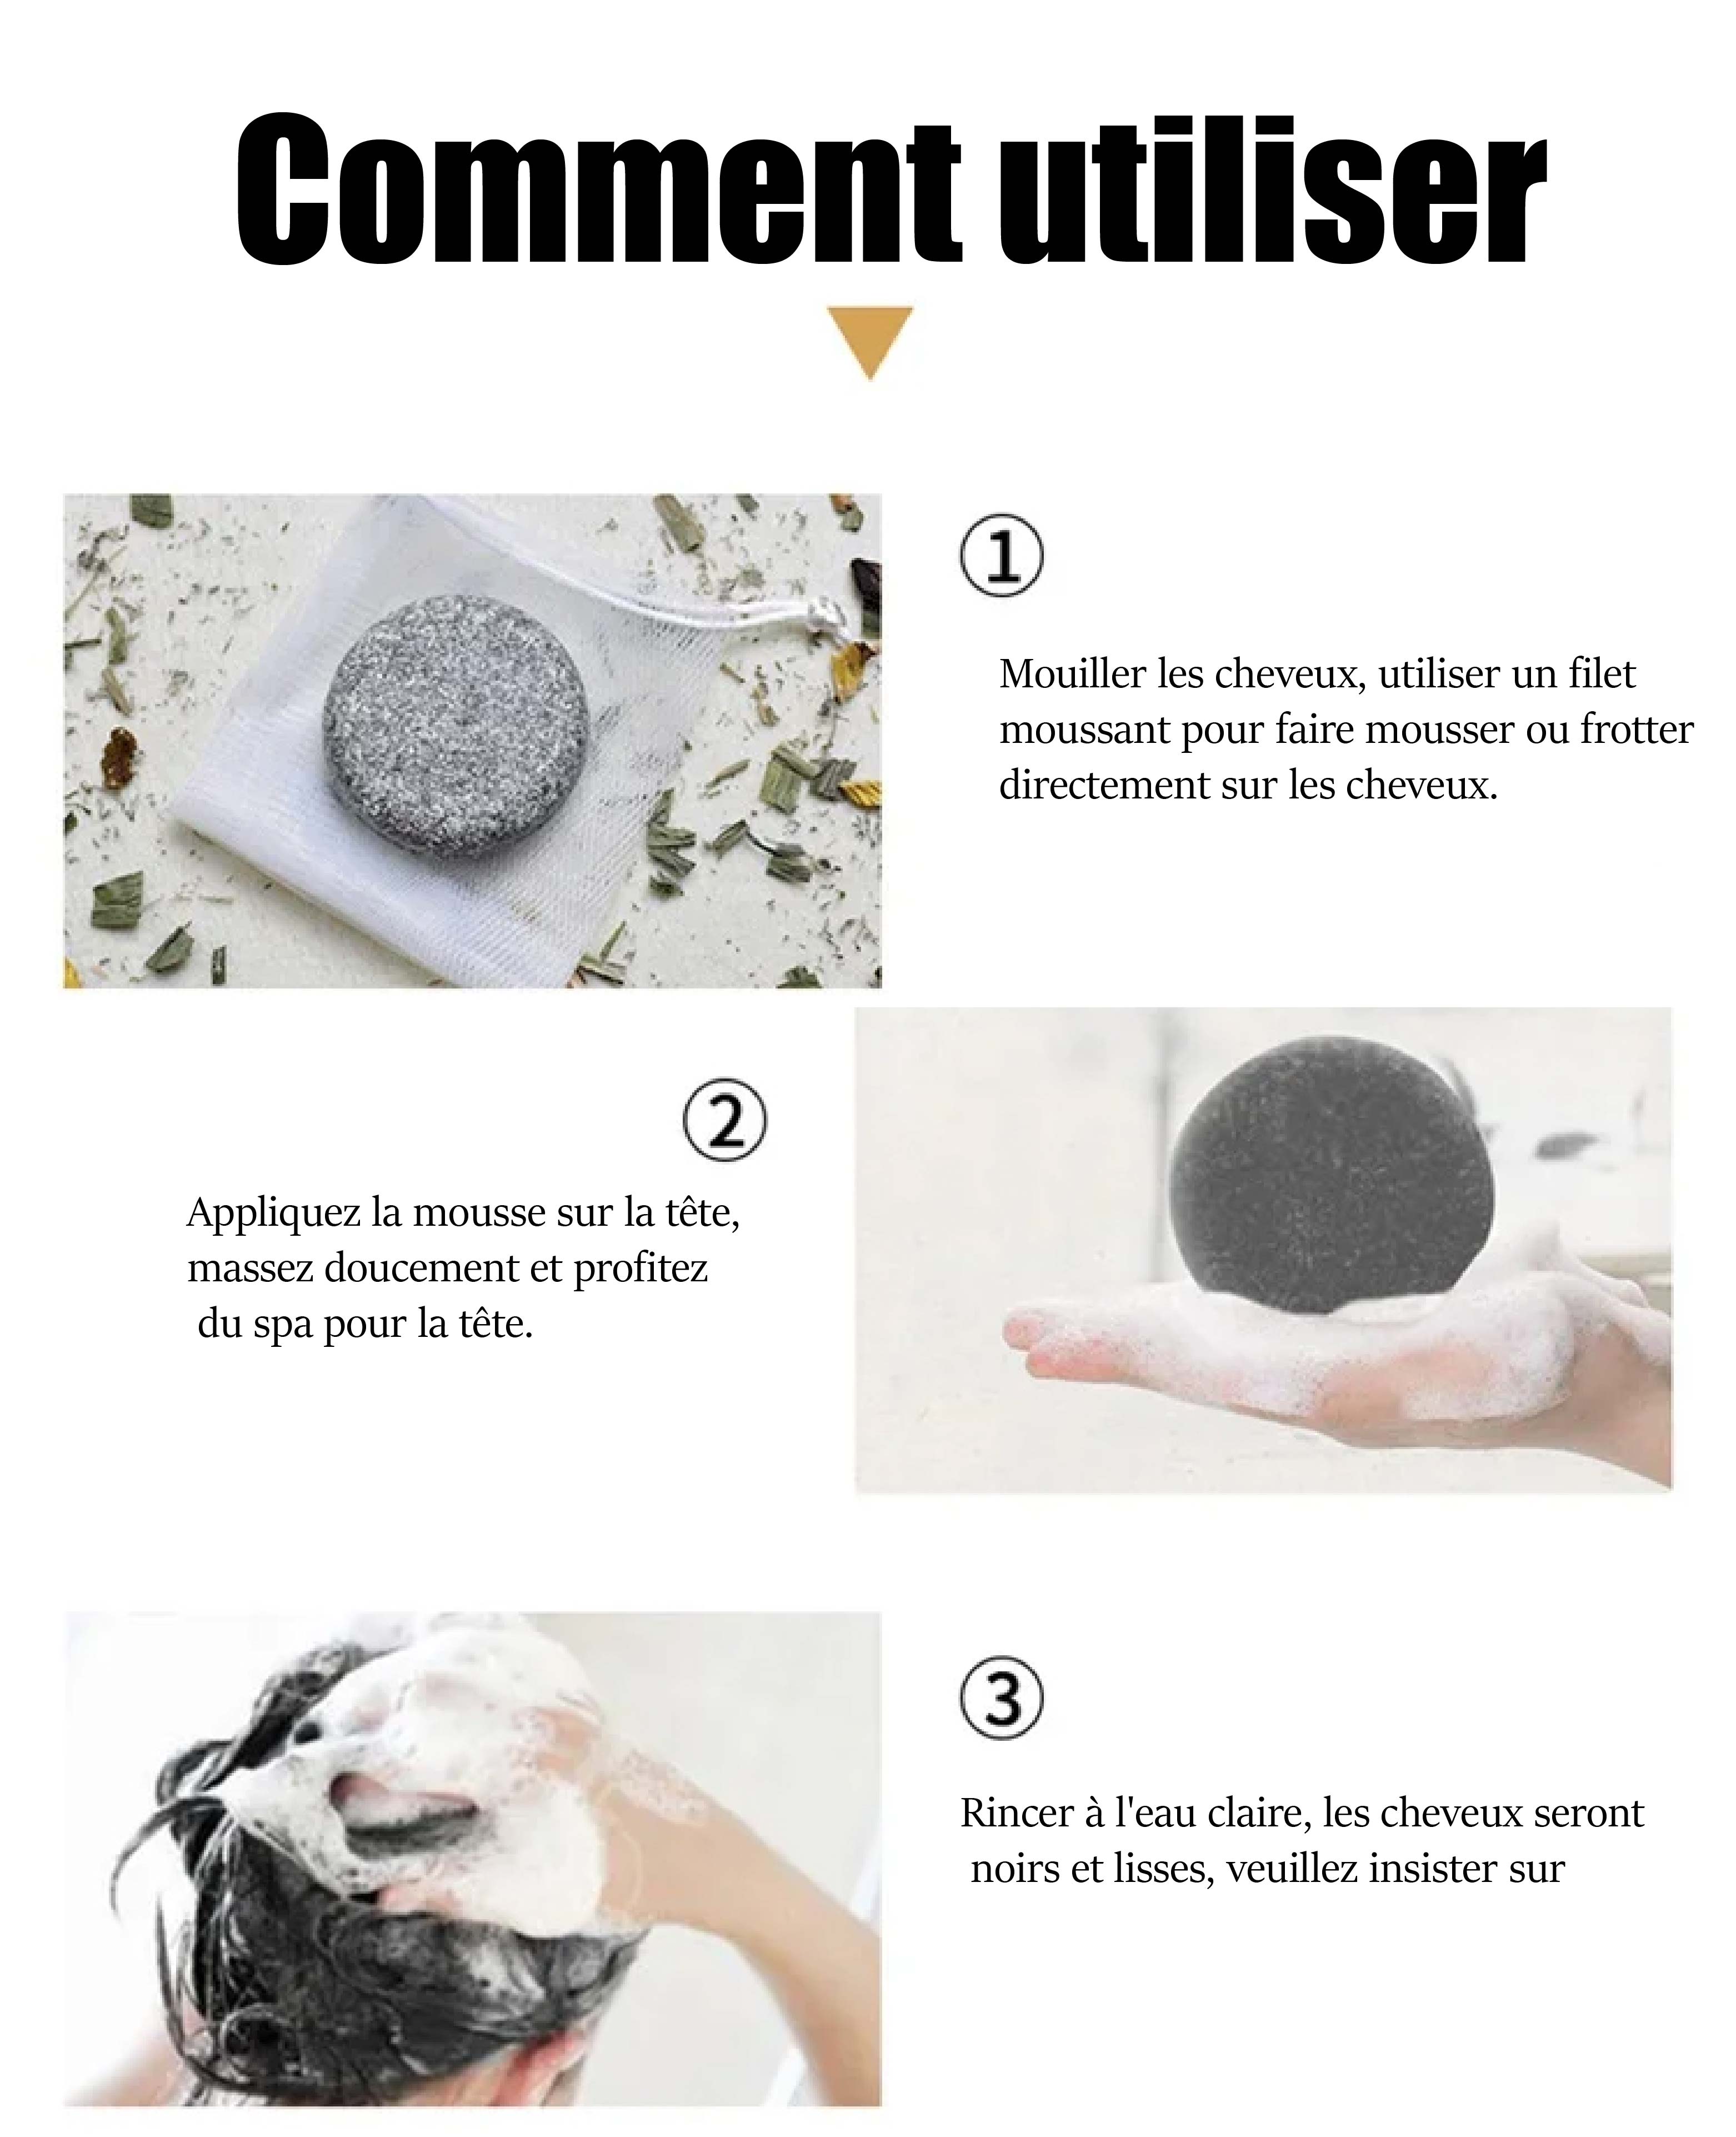 Comment utiliser
①
Mouiller les cheveux, utiliser un filet
moussant pour faire mousser ou frotter
directement sur les cheveux.
②
Appliquez la mousse sur la tête,
massez doucement et profitez
du spa pour la tête.
③
Rincer à l'eau claire, les cheveux seront
noirs et lisses, veuillez insister sur